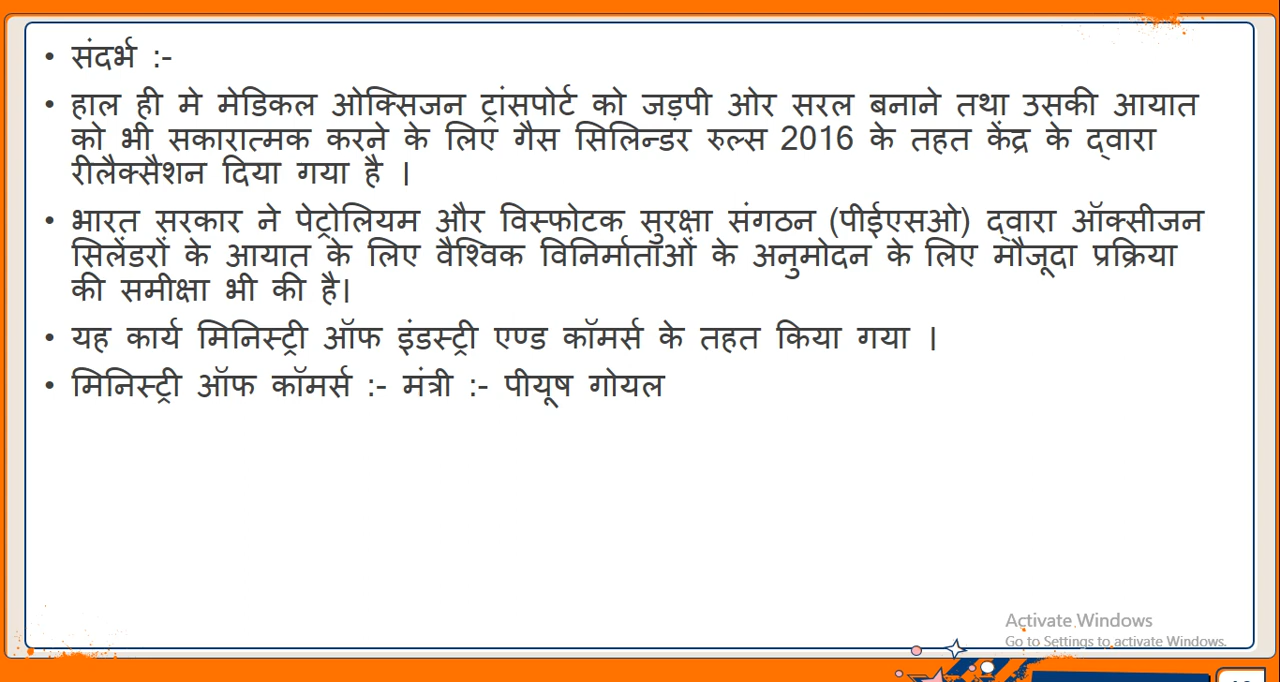 • संदर्भ :-
• हाल ही मे मेडिकल ओक्सिजन ट्रांसपोर्ट को जड़पी ओर सरल बनाने तथा उसकी आयात
को भी सकारात्मक करने के लिए गैस सिलिन्डर रुल्स 2016 के तहत केंद्र के द्वारा
रीलैक्सैशन दिया गया है ।
• भारत सरकार ने पेट्रोलियम और विस्फोटक सुरक्षा संगठन (पीईएसओ) द्वारा ऑक्सीजन
सिलेंडरों के आयात के लिए वैश्विक विनिर्माताओं के अनुमोदन के लिए मौजूदा प्रक्रिया
की समीक्षा भी की है।
• यह कार्य मिनिस्ट्री ऑफ इंडस्ट्री एण्ड कॉमर्स के तहत किया गया ।
• मिनिस्ट्री ऑफ कॉमर्स :- मंत्री :- पीयूष गोयल
Activate Windows
Go to Settings to activate Windows.